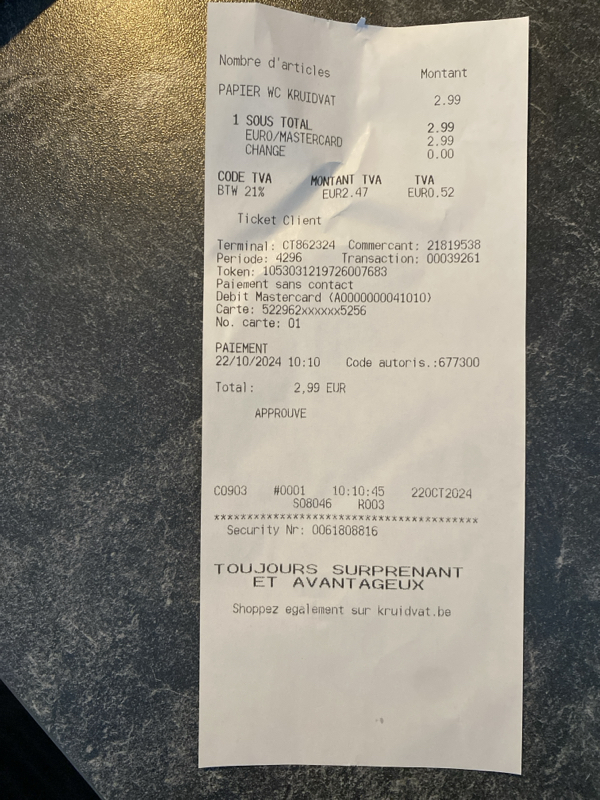 Nombre d'articles Montant
PAPIER WC KRUIDVAT 2.99
1 SOUS TOTAL 2.99
EURO/MASTERCARD 2.99
CHANGE 0.00
CODE TVA MONTANT TVA TVA
BTW 21% EUR2.47 EUR0.52
Ticket Client
Terminal: CT862324 Commercant: 21819538
Periode: 4296 Transaction: 00039261
Token: 1053031219726007683
Paiement sans contact
Debit Mastercard (A0000000041010)
Carte: 522962xxxxxx5256
No. carte: 01
PAIEMENT
22/10/2024 10:10 Code autoris.:677300
Total: 2,99 EUR
APPROUVE
C0903 #0001 10:10:45 22OCT2024
S08046 R003
****************************************
Security Nr: 0061808816
TOUJOURS SURPRENANT
ET AVANTAGEUX
Shoppez egalement sur kruidvat.be